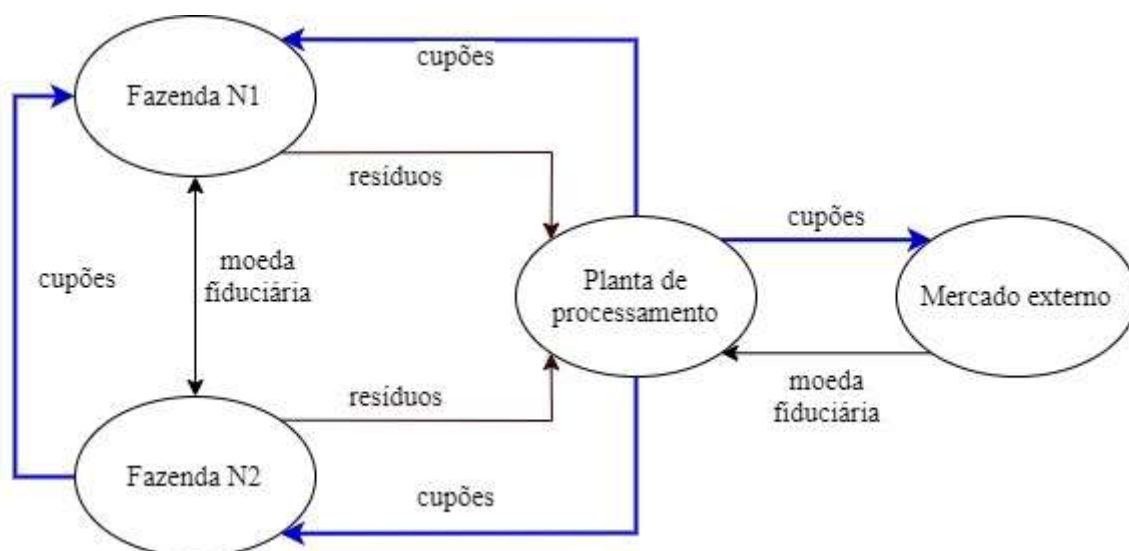 cupões
Fazenda N1
resíduos
cupões
cupões
moeda
fiduciária
Planta de
processamento
Mercado externo
resíduos
moeda
fiduciária
Fazenda N2
cupões